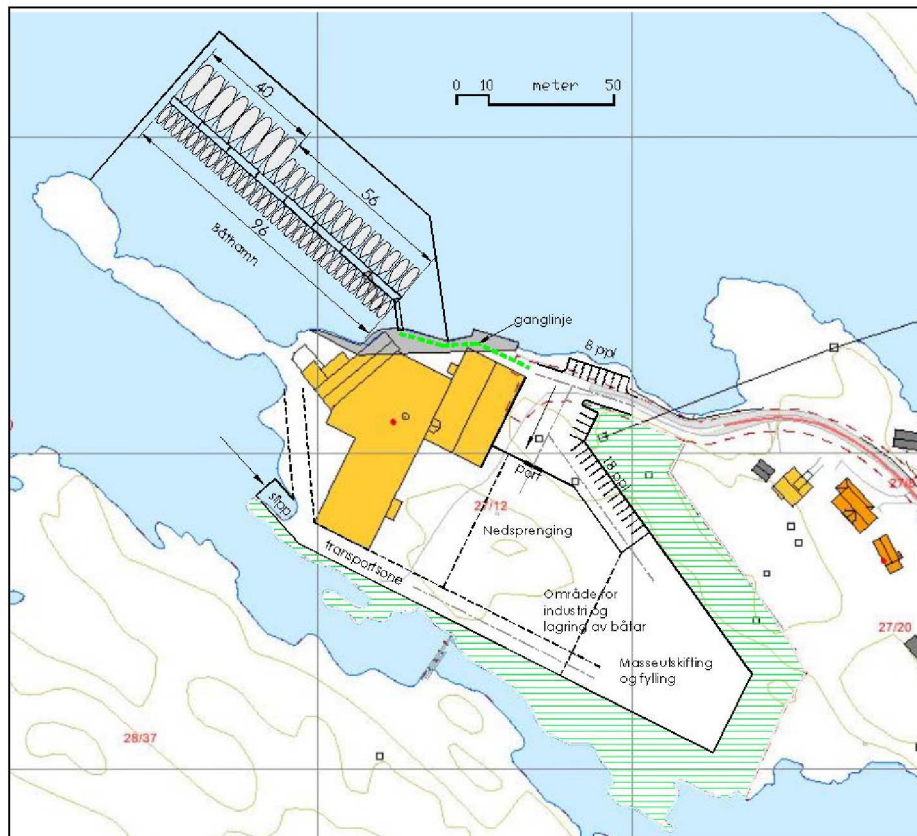 0 10 meter 50
40
56
96
Båthamn
ganglinje
8 ppl
18 ppl
port
27/12
Nedsprenging
slipp
transportsone
Område for
industri og
lagring av båtar
Masseutskifting
og fylling
27/20
28/37